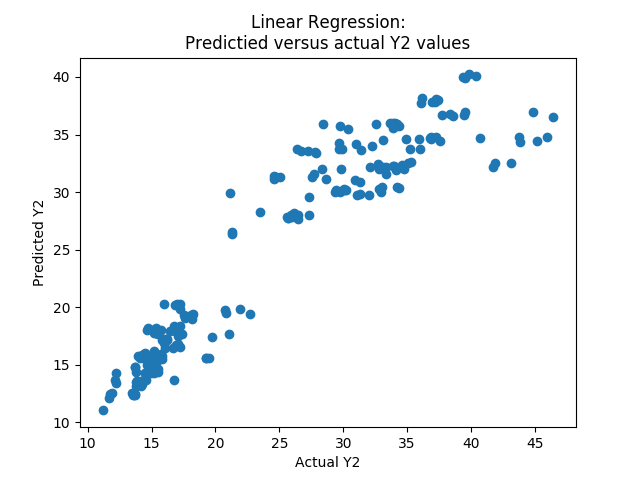 Linear Regression:
Predictied versus actual Y2 values
40
35
30
25
20
15
10
Predicted Y2
10 15 20 25 30 35 40 45
Actual Y2